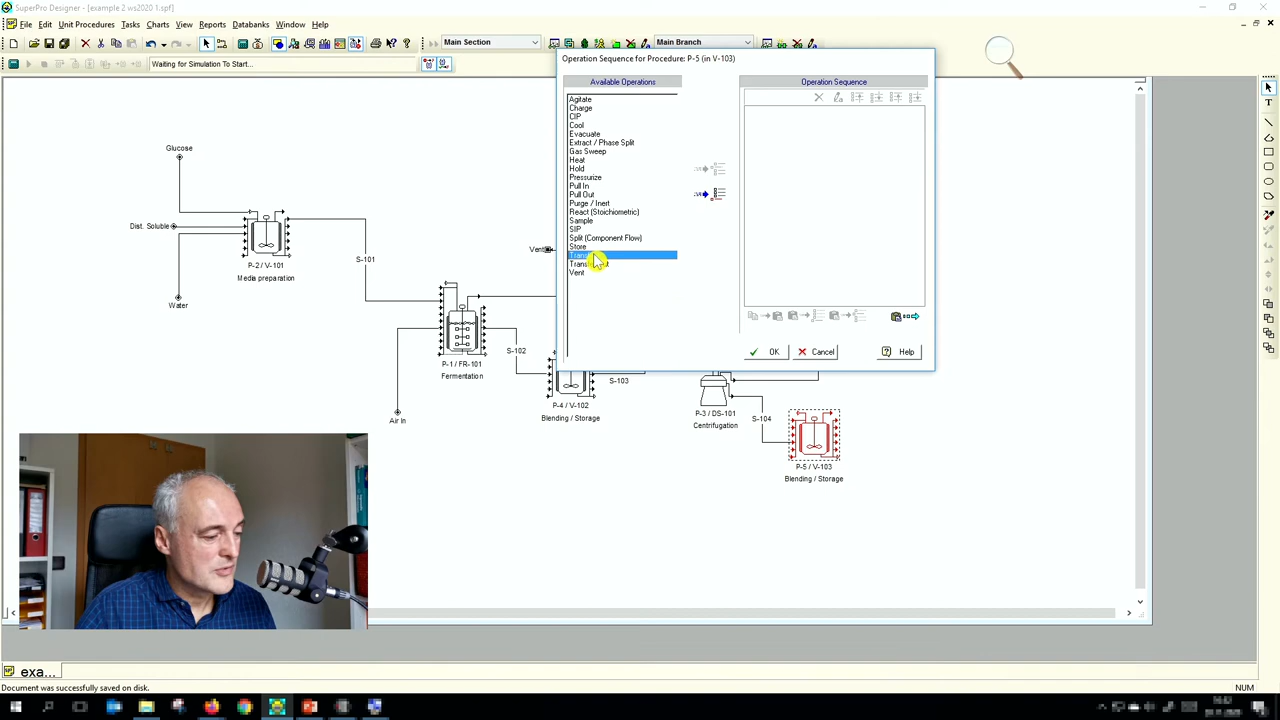 SuperPro Designer - [example 2 ws2020 1.spf]
File Edit Unit Procedures Tasks Charts View Reports Databanks Window Help
Main Section
Main Branch
Waiting for Simulation To Start...
Operation Sequence for Procedure: P-5 (in V-103)
Available Operations
Operation Sequence
Agitate
Charge
CIP
Cool
Evacuate
Extract / Phase Split
Gas Sweep
Heat
Hold
Pressurize
Pull In
Pull Out
Purge / Inert
React (Stoichiometric)
Sample
SIP
Split (Component Flow)
Store
Vent
OK
Cancel
Help
Glucose
Dist. Soluble
Water
P-2 / V-101
Media preparation
S-101
Vent
Air In
P-1 / FR-101
Fermentation
S-102
P-4 / V-102
Blending / Storage
S-103
P-3 / DS-101
Centrifugation
S-104
P-5 / V-103
Blending / Storage
exa...
Document was successfully saved on disk.
NUM